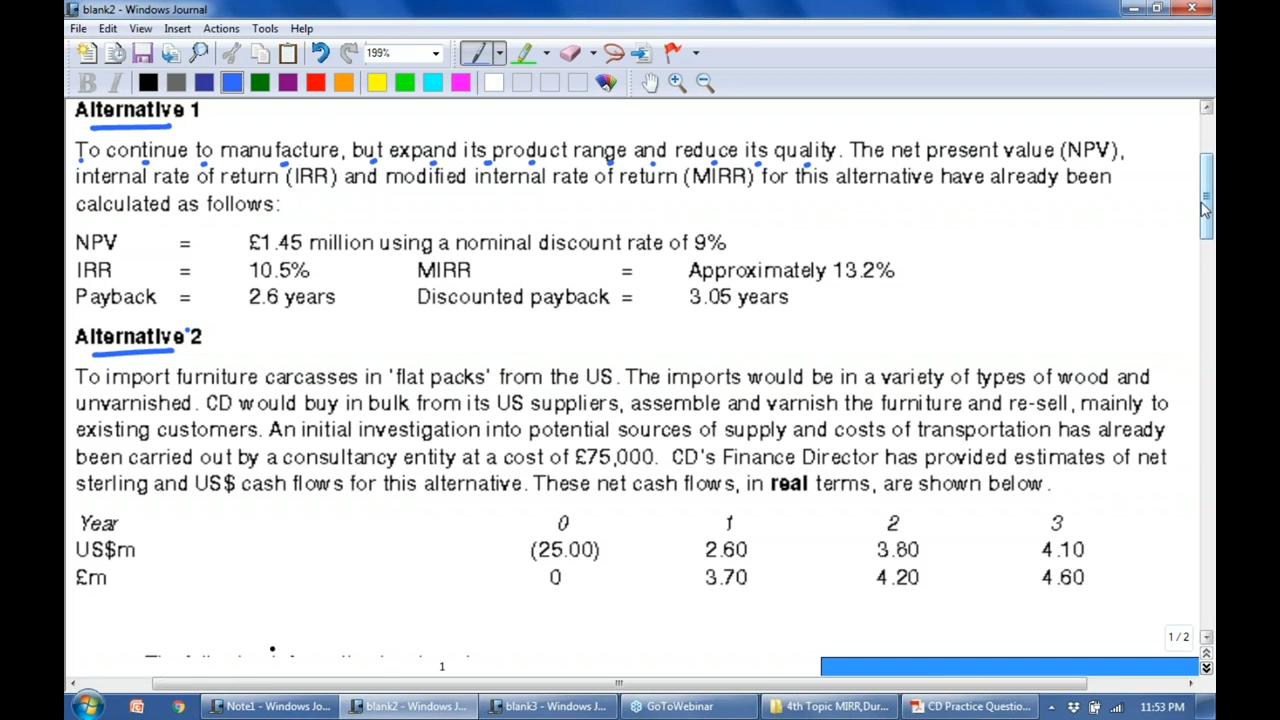 blank2 - Windows Journal
File Edit View Insert Actions Tools Help
199%
B I
Alternative 1
To continue to manufacture, but expand its product range and reduce its quality. The net present value (NPV),
internal rate of return (IRR) and modified internal rate of return (MIRR) for this alternative have already been
calculated as follows:
NPV = £1.45 million using a nominal discount rate of 9%
IRR = 10.5% MIRR = Approximately 13.2%
Payback = 2.6 years Discounted payback = 3.05 years
Alternative 2
To import furniture carcasses in 'flat packs' from the US. The imports would be in a variety of types of wood and
unvarnished. CD would buy in bulk from its US suppliers, assemble and varnish the furniture and re-sell, mainly to
existing customers. An initial investigation into potential sources of supply and costs of transportation has already
been carried out by a consultancy entity at a cost of £75,000. CD's Finance Director has provided estimates of net
sterling and US$ cash flows for this alternative. These net cash flows, in real terms, are shown below.
Year 0 1 2 3
US$m (25.00) 2.60 3.80 4.10
£m 0 3.70 4.20 4.60
1 / 2
1
Note1 - Windows Jo... blank2 - Windows J... blank3 - Windows J... GoToWebinar 4th Topic MIRR,Dur... CD Practice Questio... 11:53 PM